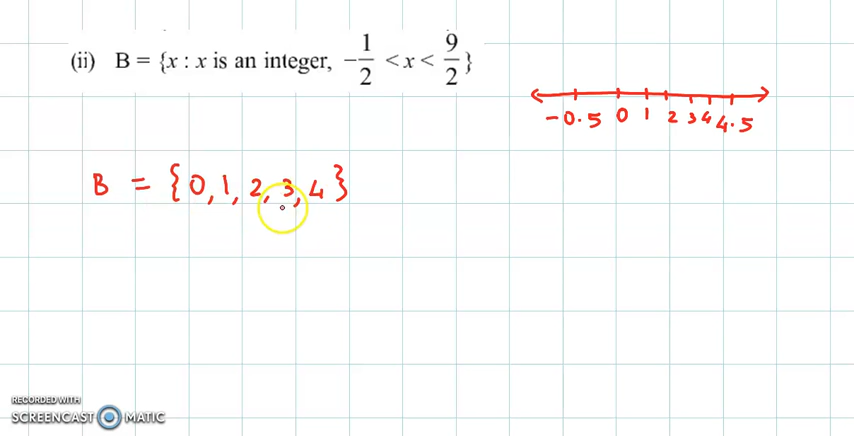 (ii) B = {x : x is an integer, −1/2 < x < 9/2}
−0.5 0 1 2 3 4 4.5
B = {0, 1, 2, 3, 4}
RECORDED WITH
SCREENCAST MATIC